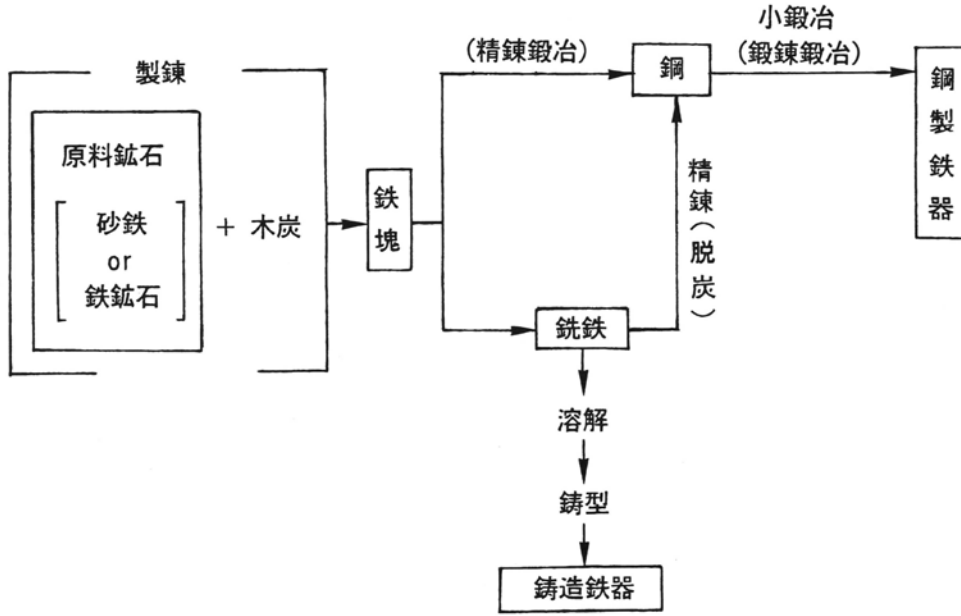 製錬
原料鉱石
砂鉄
or
鉄鉱石
+ 木炭
鉄塊
(精錬鍛冶)
鋼
小鍛冶
(鍛錬鍛冶)
鋼製鉄器
精錬(脱炭)
銑鉄
溶解
鋳型
鋳造鉄器